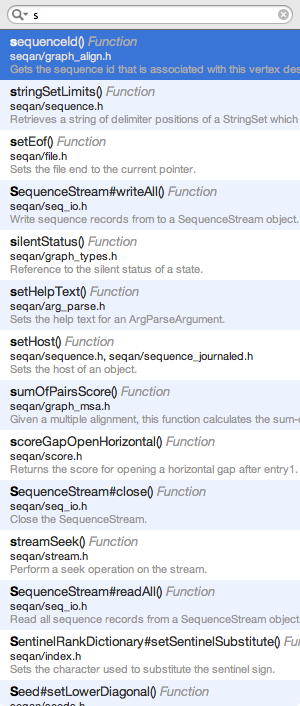 s
sequenceId() Function
seqan/graph_align.h
Gets the sequence id that is associated with this vertex des
stringSetLimits() Function
seqan/sequence.h
Retrieves a string of delimiter positions of a StringSet which
setEof() Function
seqan/file.h
Sets the file end to the current pointer.
SequenceStream#writeAll() Function
seqan/seq_io.h
Write sequence records from to a SequenceStream object.
silentStatus() Function
seqan/graph_types.h
Reference to the silent status of a state.
setHelpText() Function
seqan/arg_parse.h
Sets the help text for an ArgParseArgument.
setHost() Function
seqan/sequence.h, seqan/sequence_journaled.h
Sets the host of an object.
sumOfPairsScore() Function
seqan/graph_msa.h
Given a multiple alignment, this function calculates the sum-o
scoreGapOpenHorizontal() Function
seqan/score.h
Returns the score for opening a horizontal gap after entry1.
SequenceStream#close() Function
seqan/seq_io.h
Close the SequenceStream.
streamSeek() Function
seqan/stream.h
Perform a seek operation on the stream.
SequenceStream#readAll() Function
seqan/seq_io.h
Read all sequence records from a SequenceStream object
SentinelRankDictionary#setSentinelSubstitute() Fu
seqan/index.h
Sets the character used to substitute the sentinel sign.
Seed#setLowerDiagonal() Function
seqan/seeds.h